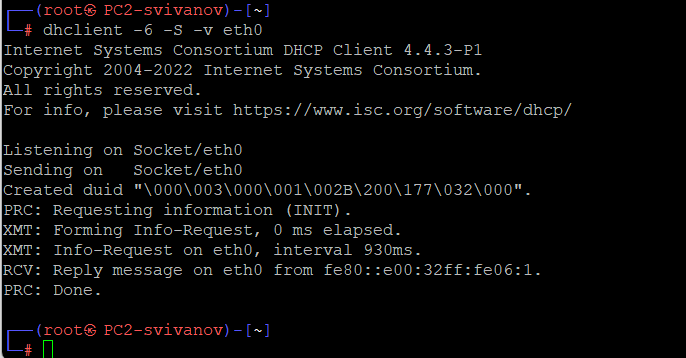 ┌──(root㉿ PC2-svivanov)-[~]
└─# dhclient -6 -S -v eth0
Internet Systems Consortium DHCP Client 4.4.3-P1
Copyright 2004-2022 Internet Systems Consortium.
All rights reserved.
For info, please visit https://www.isc.org/software/dhcp/
Listening on Socket/eth0
Sending on   Socket/eth0
Created duid "\000\003\000\001\002B\200\177\032\000".
PRC: Requesting information (INIT).
XMT: Forming Info-Request, 0 ms elapsed.
XMT: Info-Request on eth0, interval 930ms.
RCV: Reply message on eth0 from fe80::e00:32ff:fe06:1.
PRC: Done.
┌──(root㉿ PC2-svivanov)-[~]
└─#